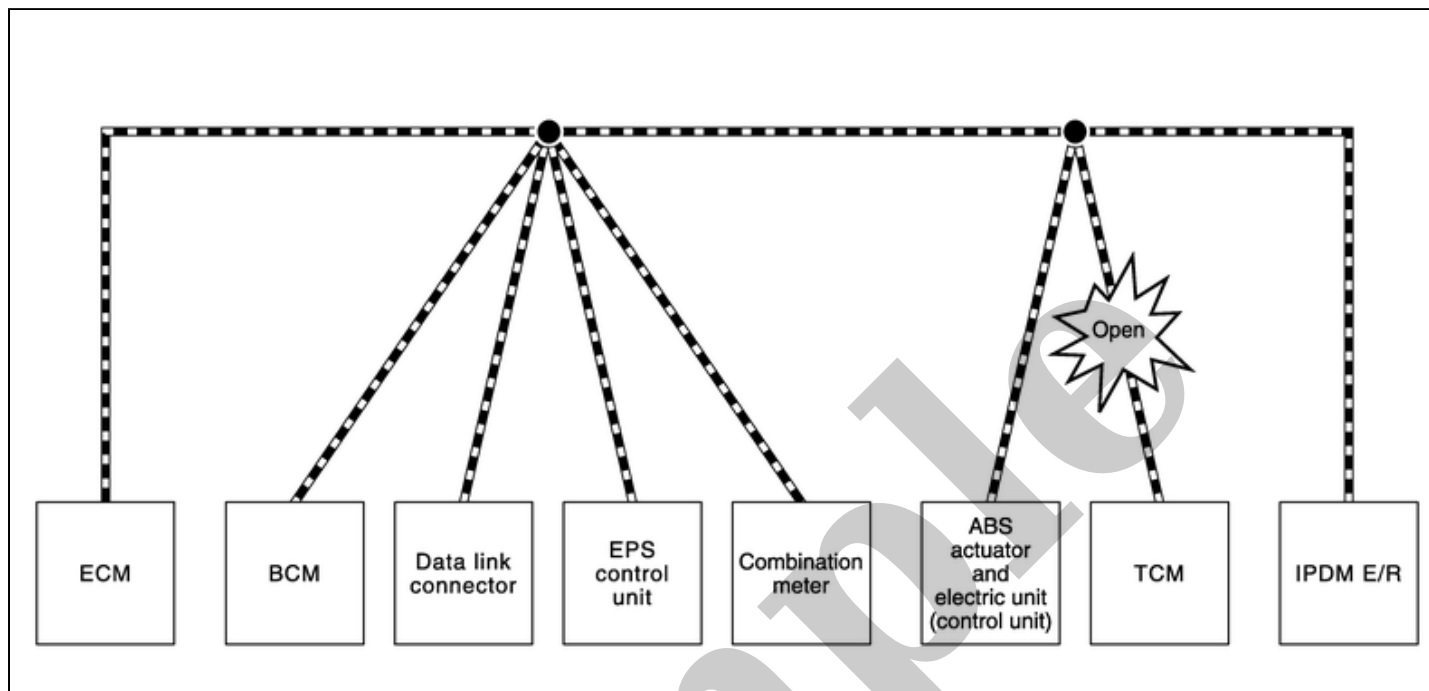 Open
ECM
BCM
Data link
connector
EPS
control
unit
Combination
meter
ABS
actuator
and
electric unit
(control unit)
TCM
IPDM E/R